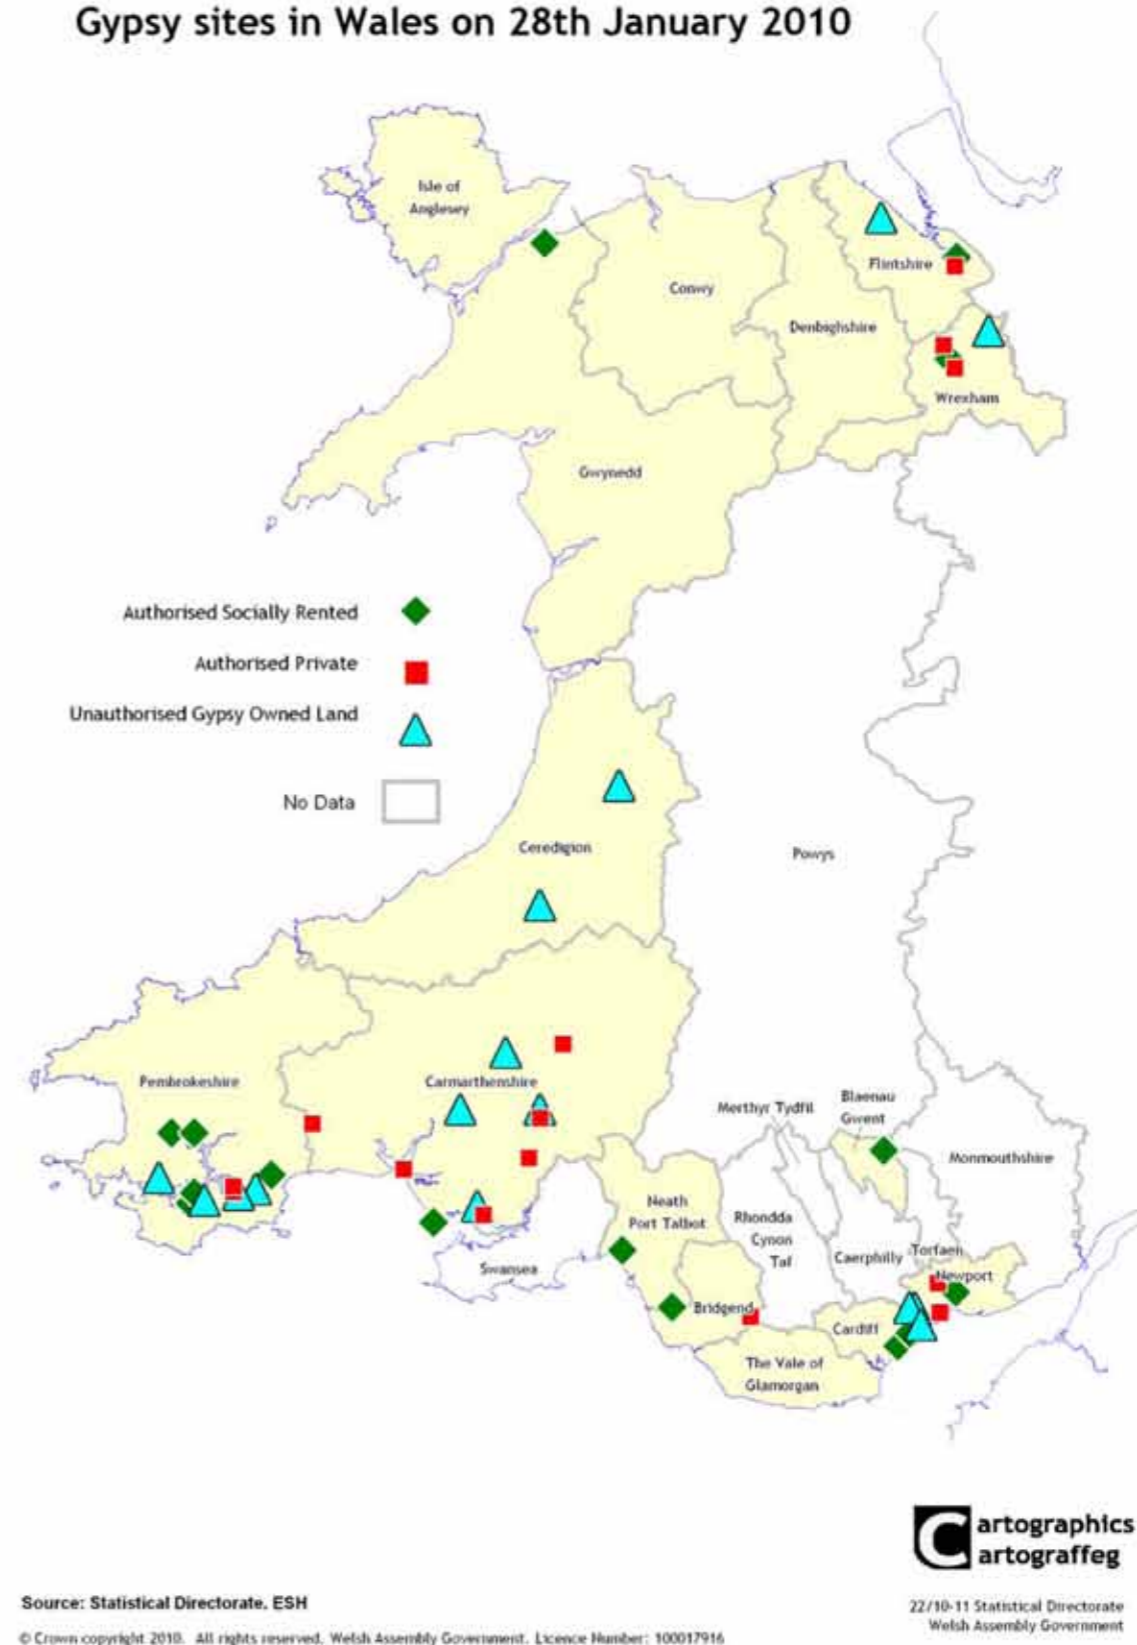 Gypsy sites in Wales on 28th January 2010
Isle of
Anglesey
Flintshire
Conwy
Denbighshire
Wrexham
Gwynedd
Authorised Socially Rented
Authorised Private
Unauthorised Gypsy Owned Land
No Data
Ceredigion
Powys
Pembrokeshire
Carmarthenshire
Merthyr Tydfil
Blaenau
Gwent
Monmouthshire
Neath
Port Talbot
Rhondda
Cynon
Taf
Caerphilly
Torfaen
Newport
Swansea
Bridgend
Cardiff
The Vale of
Glamorgan
Cartographics
Cartograffeg
Source: Statistical Directorate, ESH
22/10-11 Statistical Directorate
Welsh Assembly Government
© Crown copyright 2010. All rights reserved. Welsh Assembly Government. Licence Number: 100017916